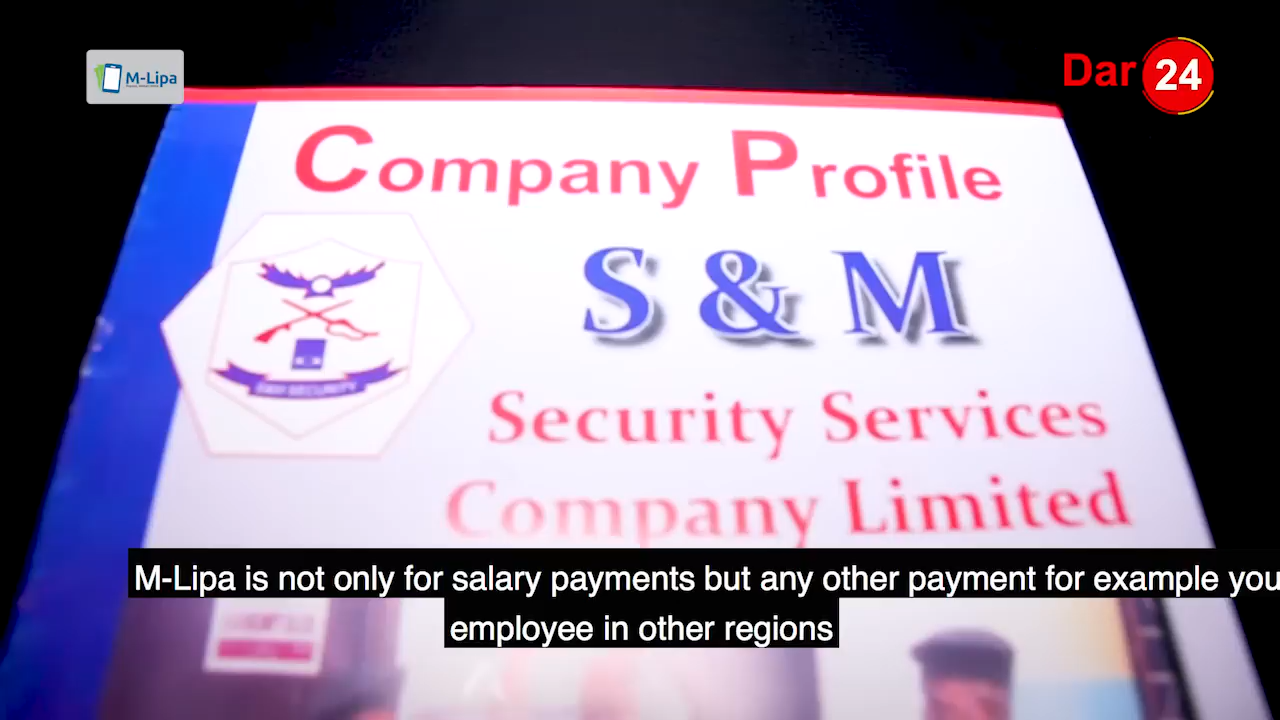 M-Lipa
Dar 24
Company Profile
S & M
Security Services
Company Limited
M-Lipa is not only for salary payments but any other payment for example you
employee in other regions